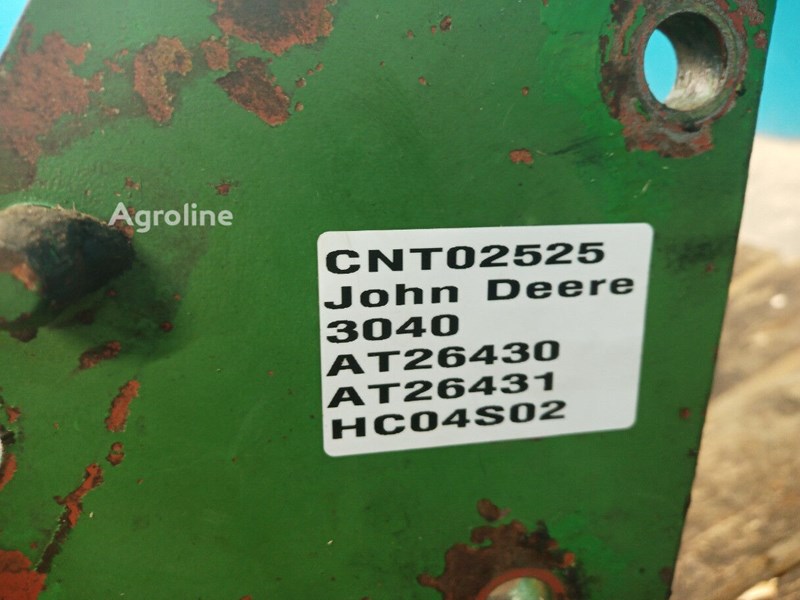 Agroline
CNT02525
John Deere
3040
AT26430
AT26431
HC04S02